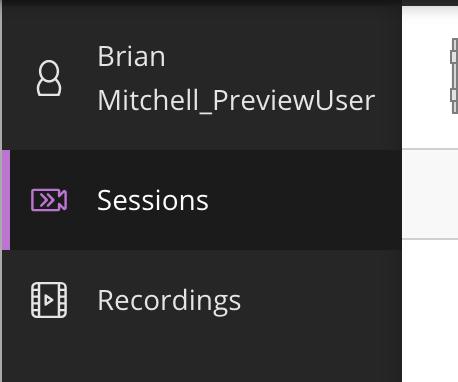 Brian
Mitchell_PreviewUser
Sessions
Recordings